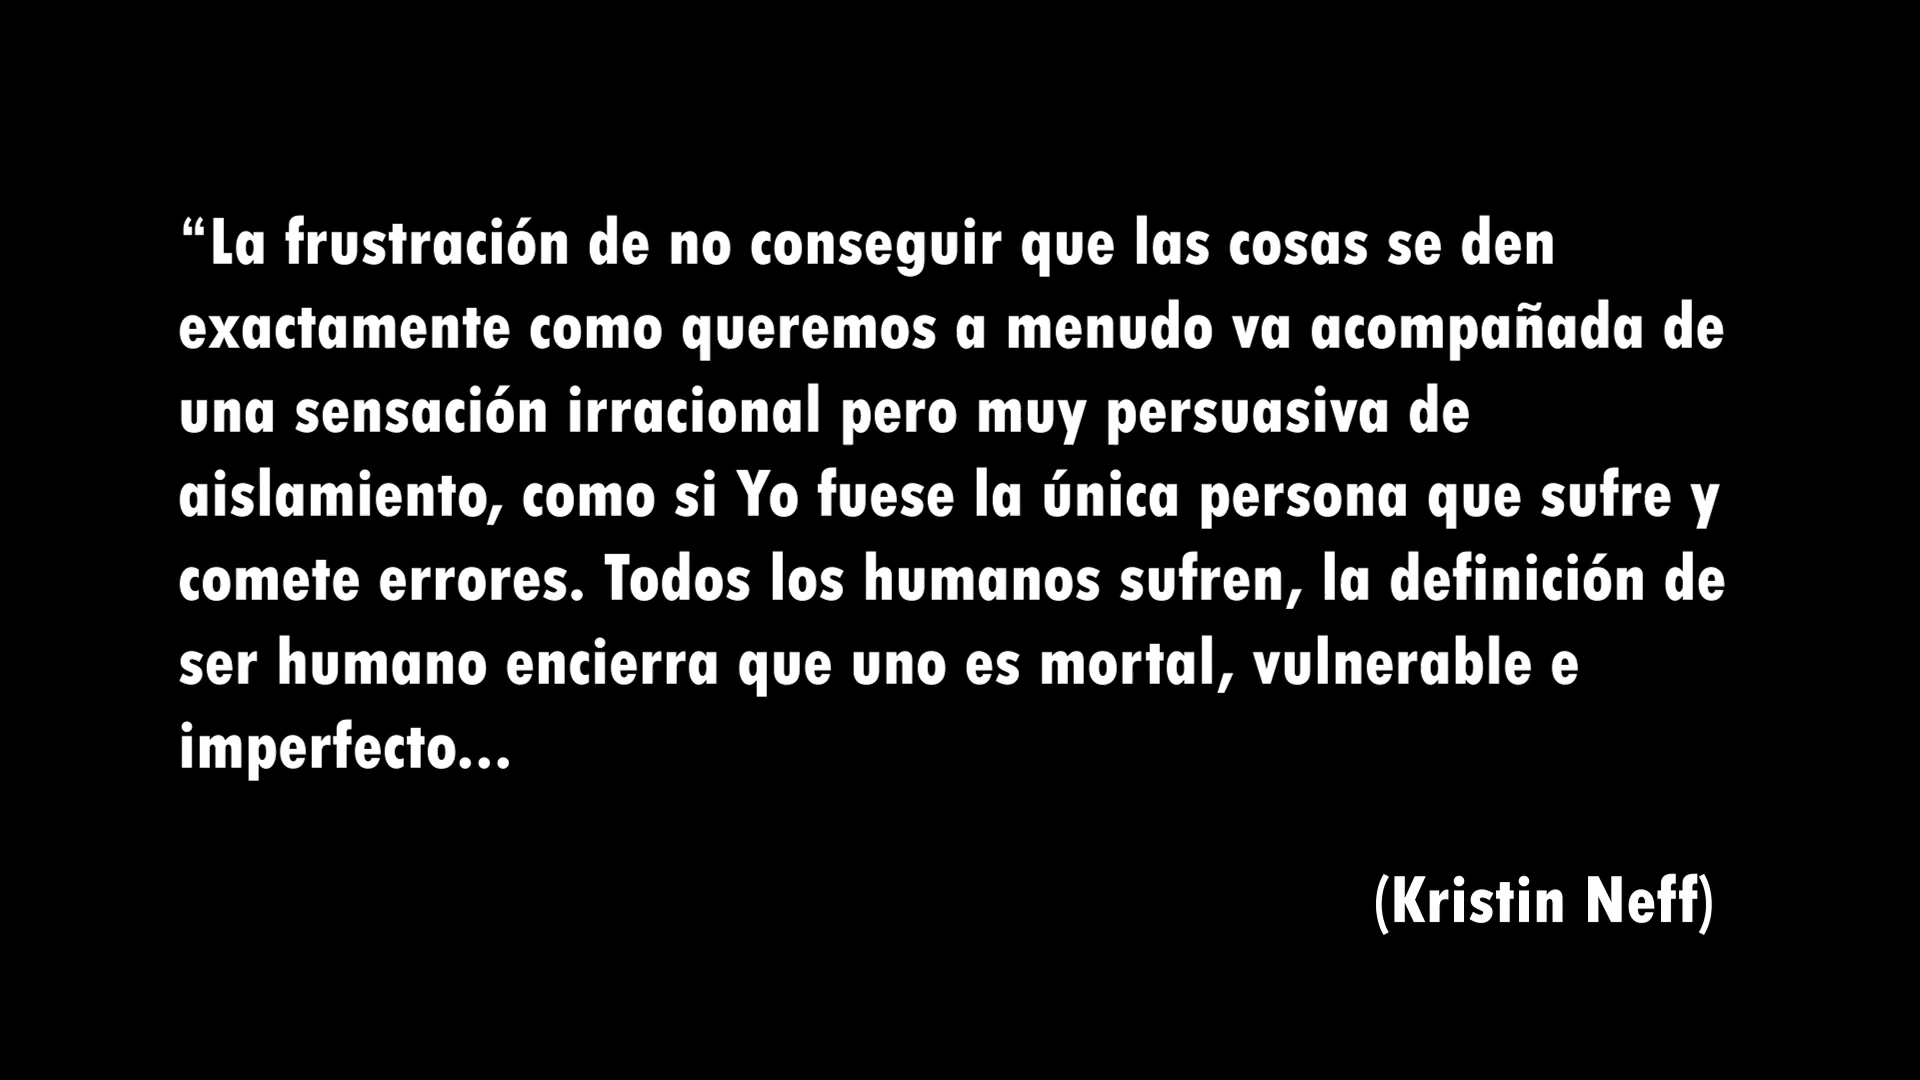 “La frustración de no conseguir que las cosas se den
exactamente como queremos a menudo va acompañada de
una sensación irracional pero muy persuasiva de
aislamiento, como si Yo fuese la única persona que sufre y
comete errores. Todos los humanos sufren, la definición de
ser humano encierra que uno es mortal, vulnerable e
imperfecto...
(Kristin Neff)